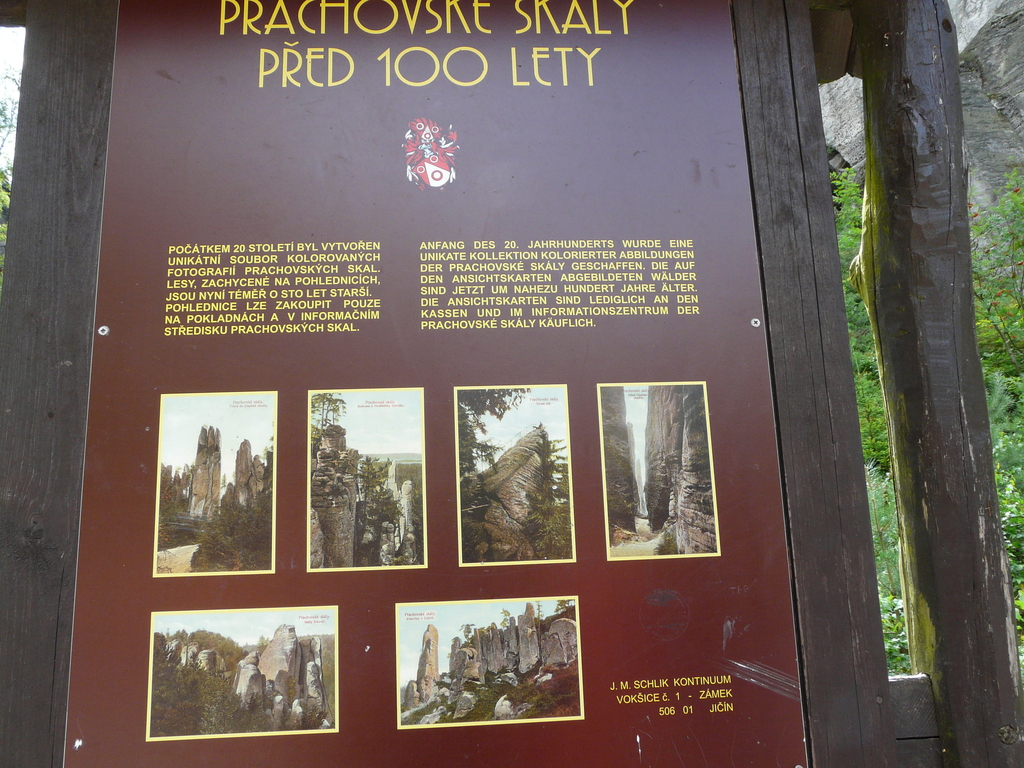 PRACHOVSKÉ SKÁLY
PŘED 100 LETY
POČÁTKEM 20 STOLETÍ BYL VYTVOŘEN
UNIKÁTNÍ SOUBOR KOLOROVANÝCH
FOTOGRAFIÍ PRACHOVSKÝCH SKAL.
LESY, ZACHYCENÉ NA POHLEDNICÍCH,
JSOU NYNÍ TÉMĚŘ O STO LET STARŠÍ.
POHLEDNICE LZE ZAKOUPIT POUZE
NA POKLADNÁCH A V INFORMAČNÍM
STŘEDISKU PRACHOVSKÝCH SKAL.
ANFANG DES 20. JAHRHUNDERTS WURDE EINE
UNIKATE KOLLEKTION KOLORIERTER ABBILDUNGEN
DER PRACHOVSKÉ SKÁLY GESCHAFFEN. DIE AUF
DEN ANSICHTSKARTEN ABGEBILDETEN WÄLDER
SIND JETZT UM NAHEZU HUNDERT JAHRE ÄLTER.
DIE ANSICHTSKARTEN SIND LEDIGLICH AN DEN
KASSEN UND IM INFORMATIONSZENTRUM DER
PRACHOVSKÉ SKÁLY KÄUFLICH.
J. M. SCHLIK KONTINUUM
VOKŠICE č. 1 - ZÁMEK
506 01 JIČÍN